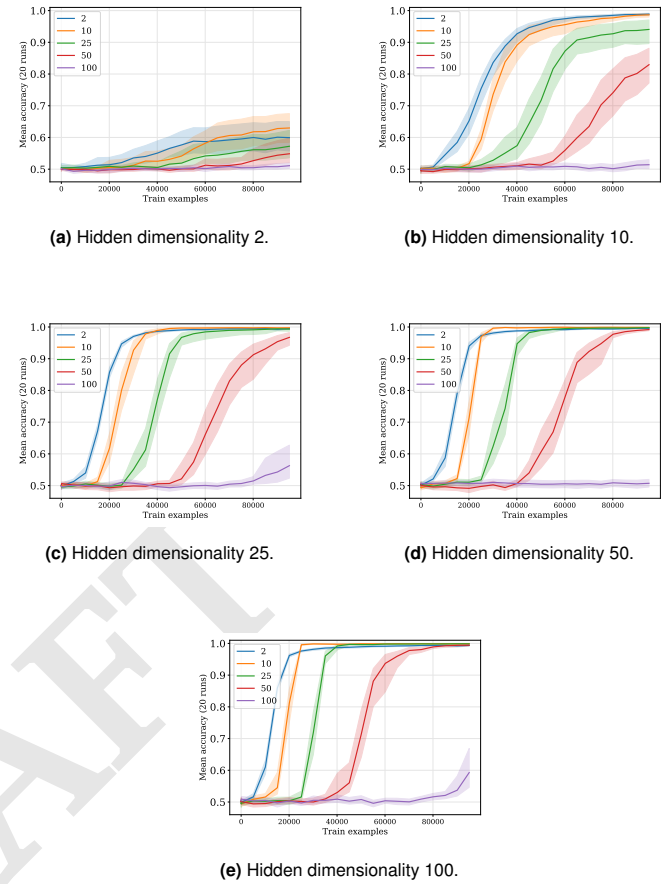 1.0
0.9
0.8
0.7
0.6
0.5
Mean accuracy (20 runs)
2
10
25
50
100
0 20000 40000 60000 80000
Train examples
(a) Hidden dimensionality 2.
1.0
0.9
0.8
0.7
0.6
0.5
Mean accuracy (20 runs)
2
10
25
50
100
0 20000 40000 60000 80000
Train examples
(b) Hidden dimensionality 10.
1.0
0.9
0.8
0.7
0.6
0.5
Mean accuracy (20 runs)
2
10
25
50
100
0 20000 40000 60000 80000
Train examples
(c) Hidden dimensionality 25.
1.0
0.9
0.8
0.7
0.6
0.5
Mean accuracy (20 runs)
2
10
25
50
100
0 20000 40000 60000 80000
Train examples
(d) Hidden dimensionality 50.
1.0
0.9
0.8
0.7
0.6
0.5
Mean accuracy (20 runs)
2
10
25
50
100
0 20000 40000 60000 80000
Train examples
(e) Hidden dimensionality 100.
AFT